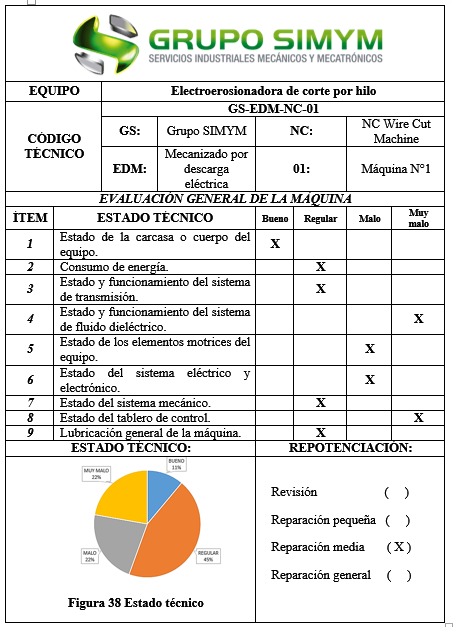 GRUPO SIMYM
SERVICIOS INDUSTRIALES MECÁNICOS Y MECATRÓNICOS
EQUIPO Electroerosionadora de corte por hilo
CÓDIGO TÉCNICO GS-EDM-NC-01
GS: Grupo SIMYM NC: NC Wire Cut Machine
EDM: Mecanizado por descarga eléctrica 01: Máquina N°1
EVALUACIÓN GENERAL DE LA MÁQUINA
ÍTEM ESTADO TÉCNICO Bueno Regular Malo Muy malo
1 Estado de la carcasa o cuerpo del equipo. X
2 Consumo de energía. X
3 Estado y funcionamiento del sistema de transmisión. X
4 Estado y funcionamiento del sistema de fluido dieléctrico. X
5 Estado de los elementos motrices del equipo. X
6 Estado del sistema eléctrico y electrónico. X
7 Estado del sistema mecánico. X
8 Estado del tablero de control. X
9 Lubricación general de la máquina. X
ESTADO TÉCNICO: REPOTENCIACIÓN:
BUENO 11%
MUY MALO 22%
MALO 22%
REGULAR 45%
Figura 38 Estado técnico
Revisión ( )
Reparación pequeña ( )
Reparación media ( X )
Reparación general ( )